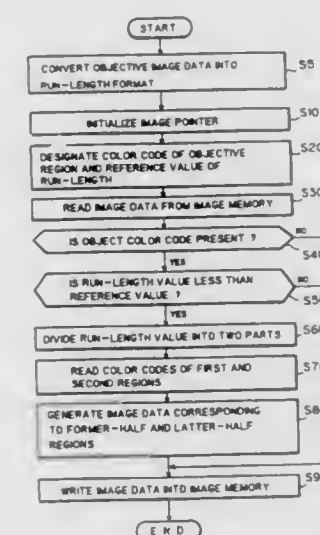 START
CONVERT OBJECTIVE IMAGE DATA INTO
RUN-LENGTH FORMAT
S5
INITIALIZE IMAGE POINTER
S10
DESIGNATE COLOR CODE OF OBJECTIVE
REGION AND REFERENCE VALUE OF
RUN-LENGTH
S20
READ IMAGE DATA FROM IMAGE MEMORY
S30
IS OBJECT COLOR CODE PRESENT ?
NO
S40
YES
IS RUN-LENGTH VALUE LESS THAN
REFERENCE VALUE ?
NO
S50
YES
DIVIDE RUN-LENGTH VALUE INTO TWO PARTS
S60
READ COLOR CODES OF FIRST AND
SECOND REGIONS
S7
GENERATE IMAGE DATA CORRESPONDING
TO FORMER-HALF AND LATTER-HALF
REGIONS
S8
WRITE IMAGE DATA INTO IMAGE MEMORY
S9
END